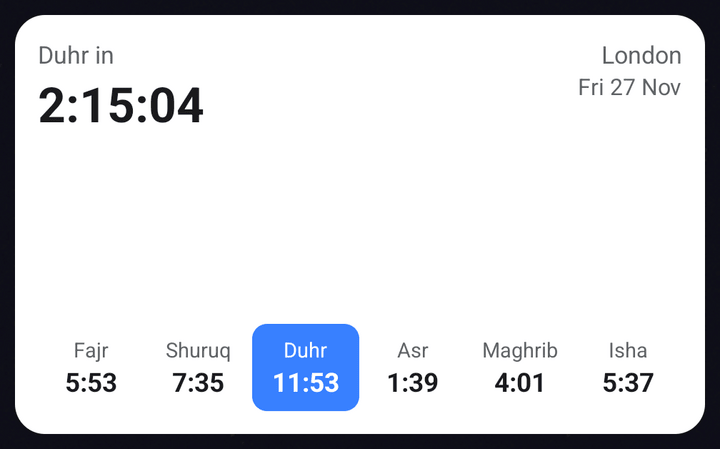 Duhr in
2:15:04
London
Fri 27 Nov
Fajr
5:53
Shuruq
7:35
Duhr
11:53
Asr
1:39
Maghrib
4:01
Isha
5:37